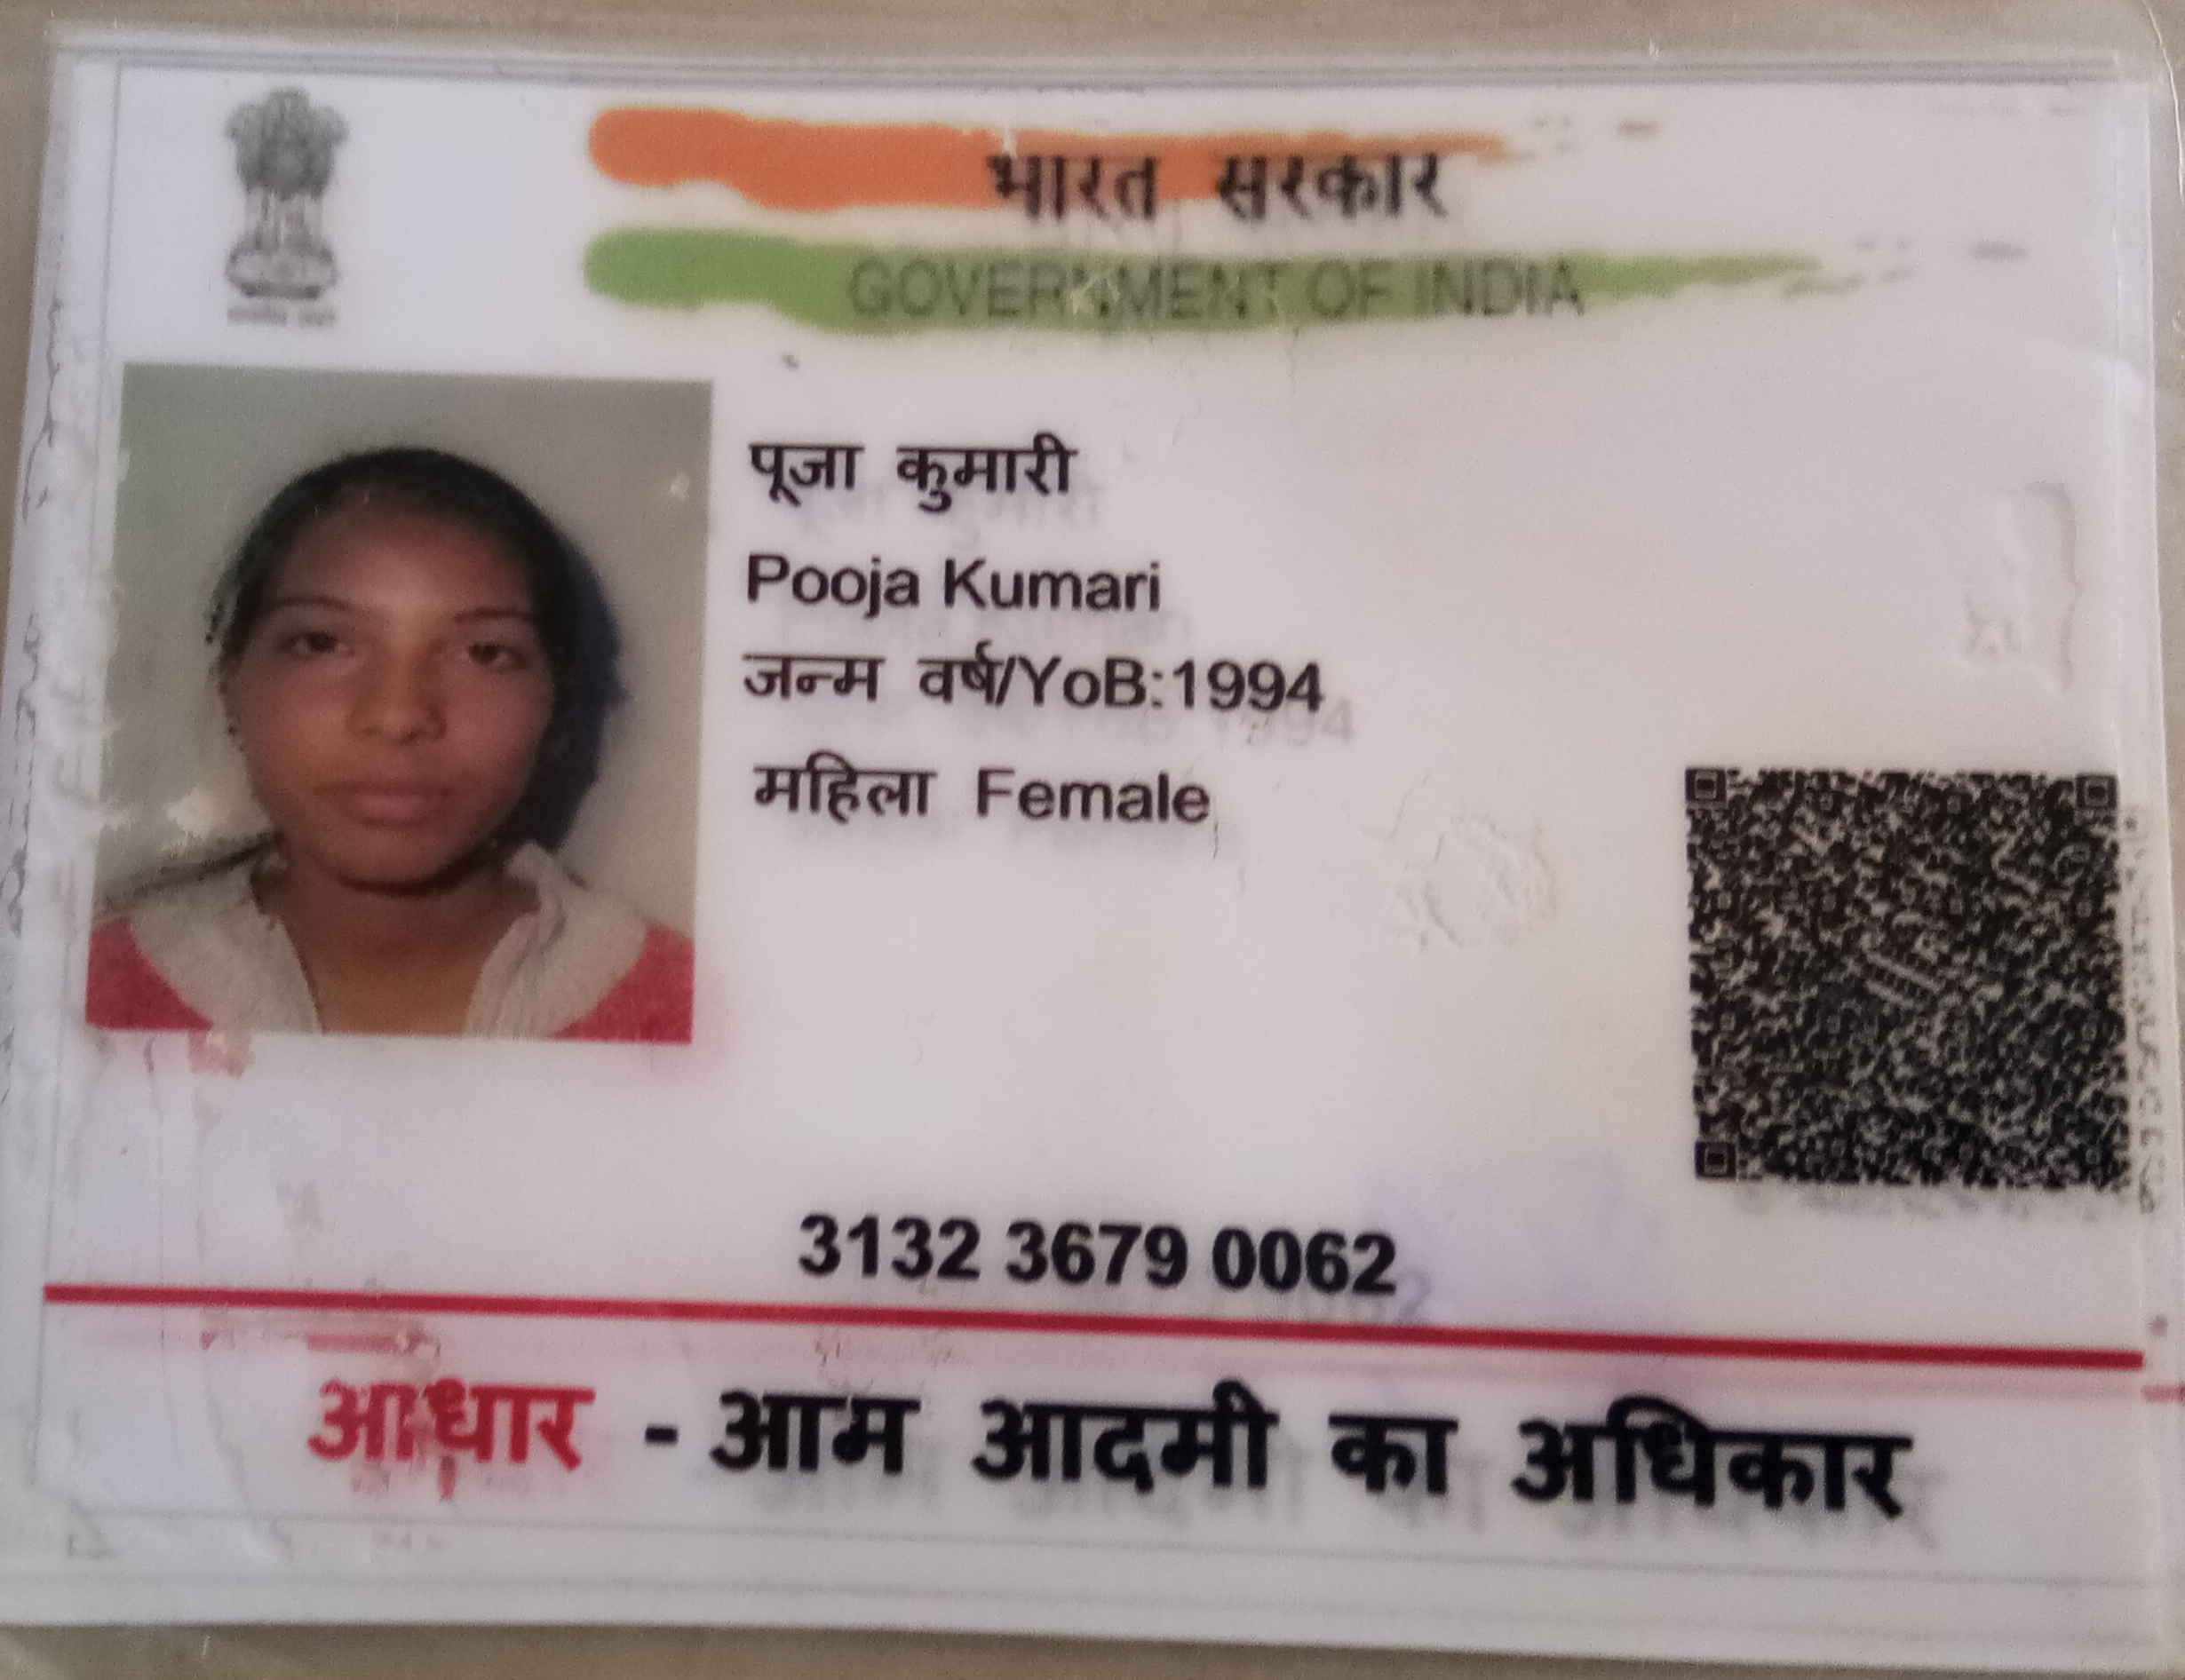 भारत सरकार
GOVERNMENT OF INDIA
पूजा कुमारी
Pooja Kumari
जन्म वर्ष/YoB:1994
महिला Female
3132 3679 0062
आधार - आम आदमी का अधिकार